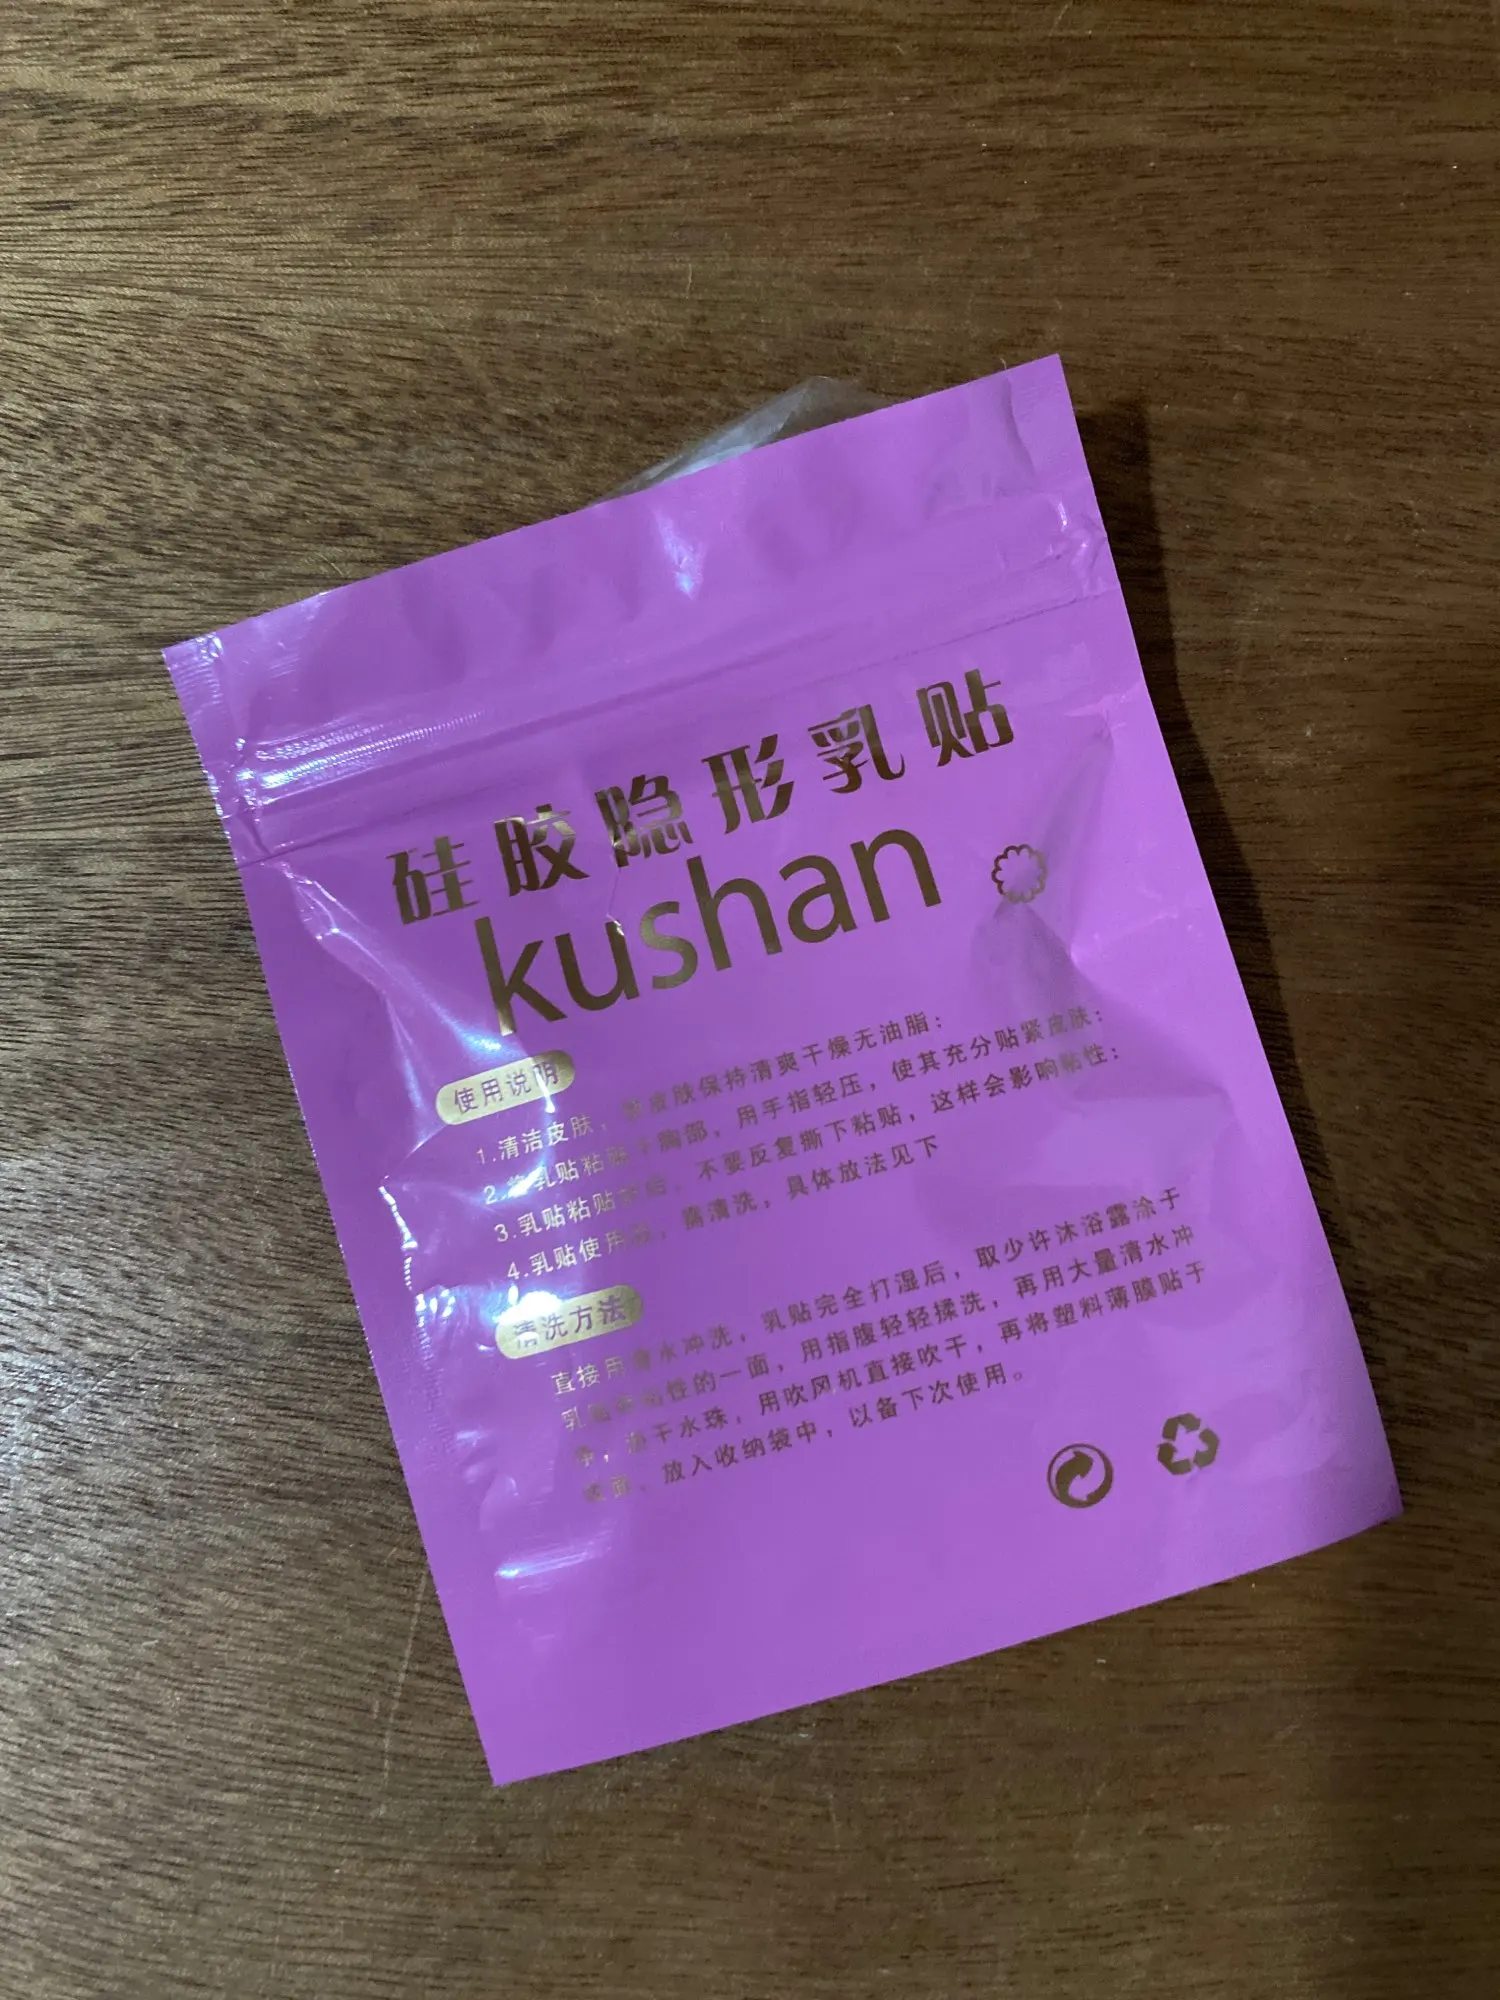 硅胶隐形乳贴
kushan
使用说明
1.清洁皮肤，皮肤保持清爽干燥无油脂；
2.乳贴粘贴于胸部，用手指轻压，使其充分贴紧皮肤；
3.乳贴粘贴，不要反复撕下粘贴，这样会影响粘性；
4.乳贴使用，清洗，具体放法见下
清洗方法
直接用清水冲洗，乳贴完全打湿后，取少许沐浴露涂于
乳贴粘性的一面，用指腹轻轻揉洗，再用大量清水冲
干水珠，用吹风机直接吹干，再将塑料薄膜贴于
面，放入收纳袋中，以备下次使用。